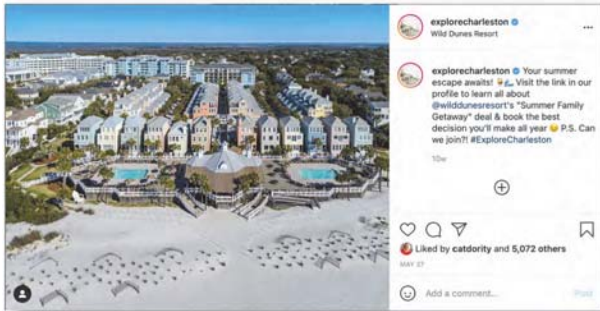 explorecharleston
Wild Dunes Resort
explorecharleston Your summer
escape awaits! Visit the link in our
profile to learn all about
@wilddunesresort's "Summer Family
Getaway" deal & book the best
decision you'll make all year 😉 P.S. Can
we join?! #ExploreCharleston
10w
Liked by catdority and 5,072 others
MAY 27
Add a comment...
Post